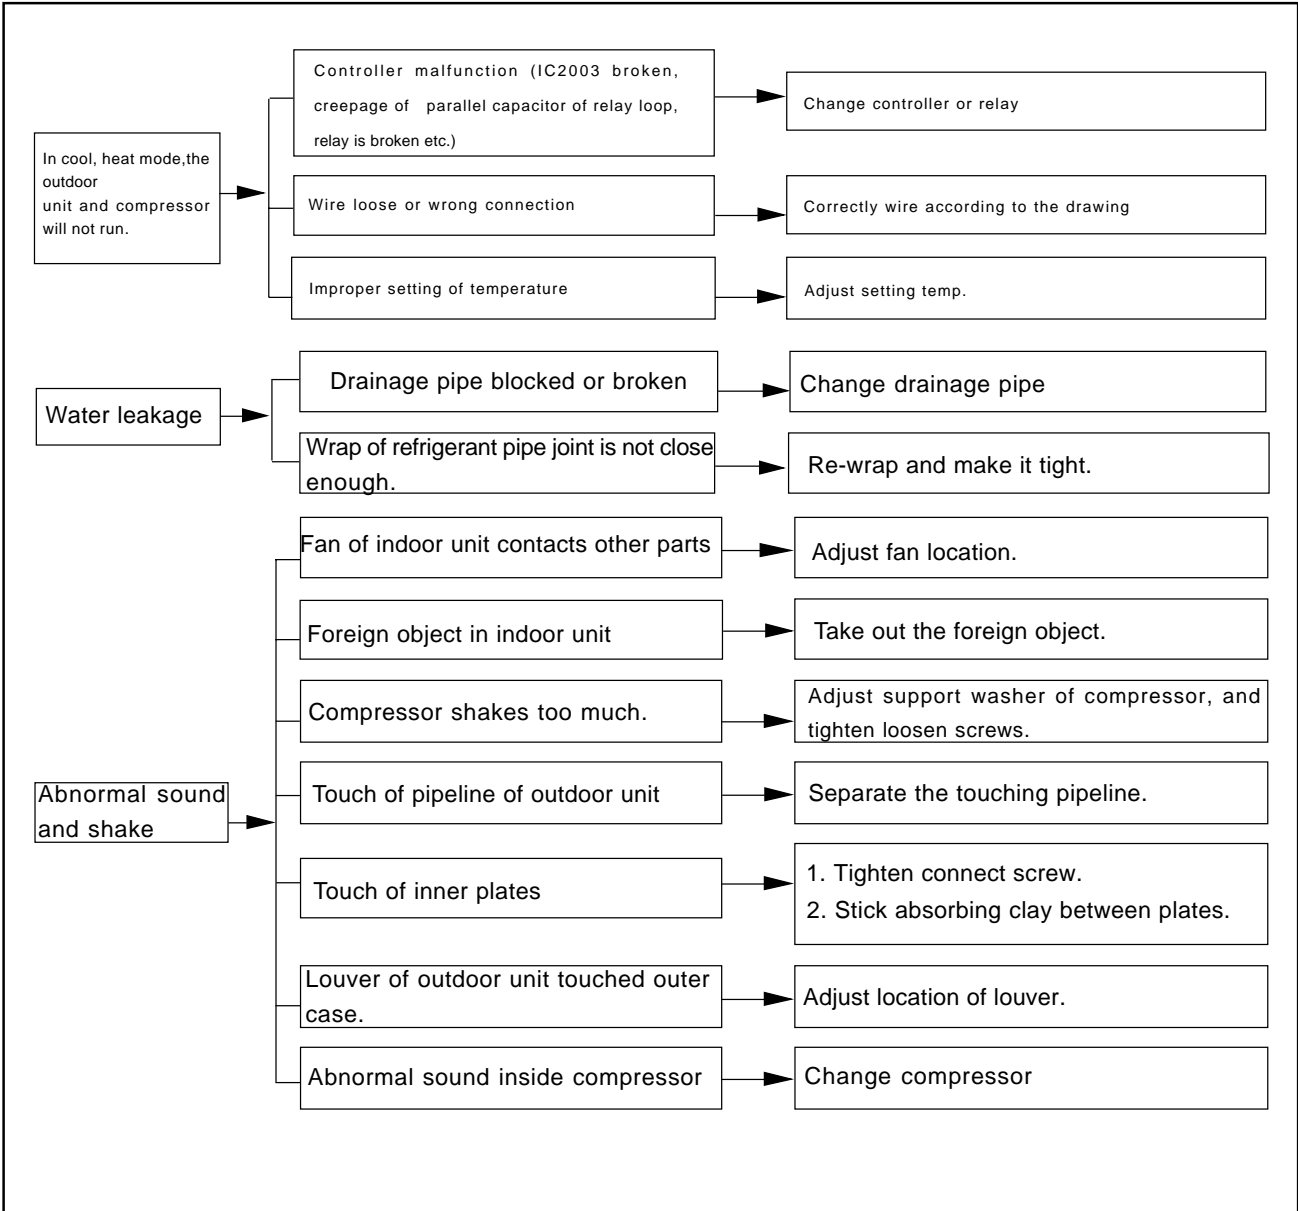 Controller malfunction (IC2003 broken,
creepage of parallel capacitor of relay loop,
relay is broken etc.)
Change controller or relay
In cool, heat mode,the
outdoor
unit and compressor
will not run.
Wire loose or wrong connection
Correctly wire according to the drawing
Improper setting of temperature
Adjust setting temp.
Water leakage
Drainage pipe blocked or broken
Change drainage pipe
Wrap of refrigerant pipe joint is not close
enough.
Re-wrap and make it tight.
Fan of indoor unit contacts other parts
Adjust fan location.
Foreign object in indoor unit
Take out the foreign object.
Compressor shakes too much.
Adjust support washer of compressor, and
tighten loosen screws.
Abnormal sound
and shake
Touch of pipeline of outdoor unit
Separate the touching pipeline.
Touch of inner plates
1. Tighten connect screw.
2. Stick absorbing clay between plates.
Louver of outdoor unit touched outer
case.
Adjust location of louver.
Abnormal sound inside compressor
Change compressor